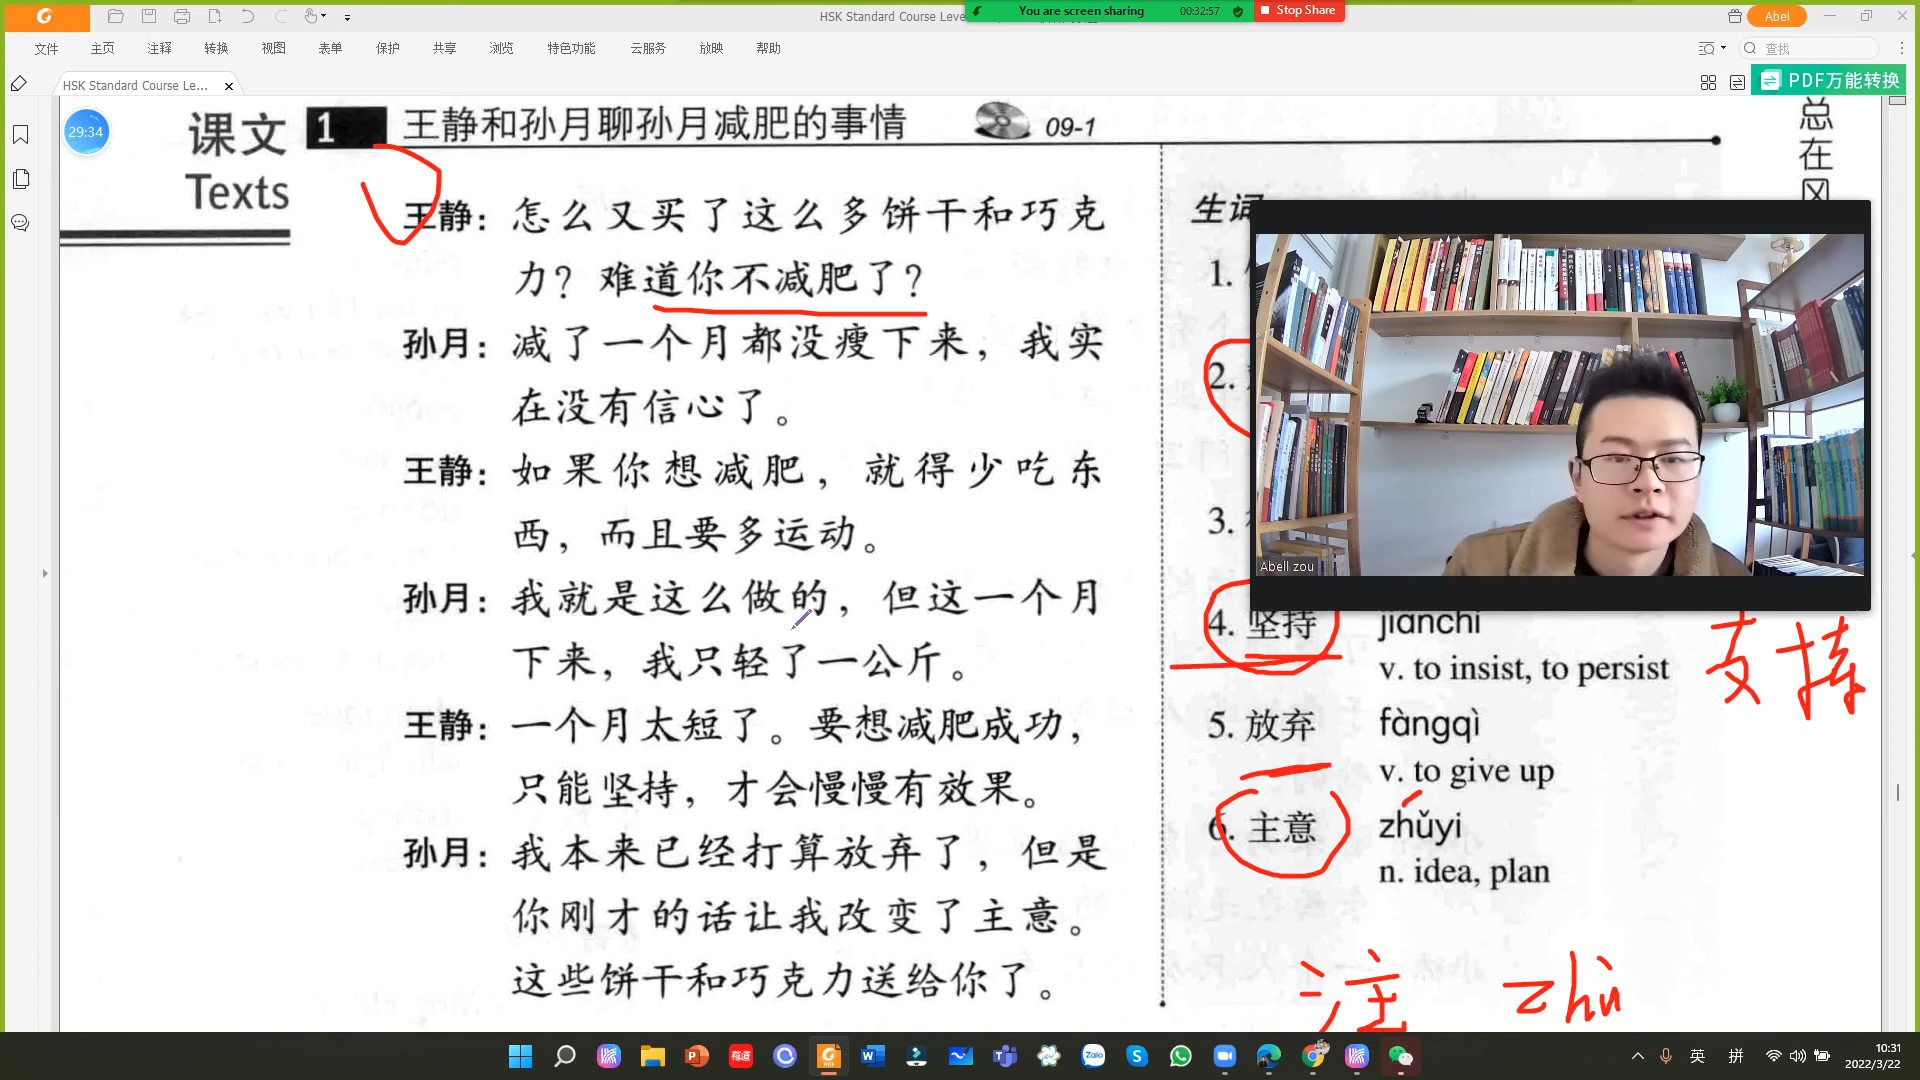 HSK Standard Course Leve
You are screen sharing
00:32:57
Stop Share
Abel
文件 主页 注释 转换 视图 表单 保护 共享 浏览 特色功能 云服务 放映 帮助
查找
HSK Standard Course Le...
PDF万能转换
29:34
课文
Texts
1 王静和孙月聊孙月减肥的事情
09-1
总在
王静：怎么又买了这么多饼干和巧克
力？难道你不减肥了？
孙月：减了一个月都没瘦下来，我实
在没有信心了。
王静：如果你想减肥，就得少吃东
西，而且要多运动。
孙月：我就是这么做的，但这一个月
下来，我只轻了一公斤。
王静：一个月太短了。要想减肥成功，
只能坚持，才会慢慢有效果。
孙月：我本来已经打算放弃了，但是
你刚才的话让我改变了主意。
这些饼干和巧克力送给你了。
生词
1.
2.
3.
Abell zou
4. 坚持 jiānchí
v. to insist, to persist
支持
5. 放弃 fàngqì
v. to give up
6. 主意 zhǔyi
n. idea, plan
注 zhù
有道
Zalo
英
拼
10:31
2022/3/22